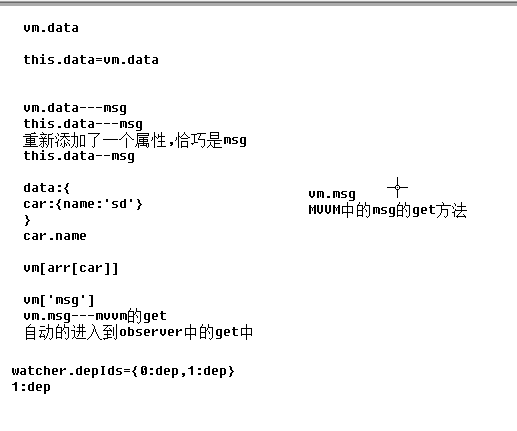 vm.data
this.data=vm.data
vm.data---msg
this.data---msg
重新添加了一个属性,恰巧是msg
this.data--msg
data:{
car:{name:'sd'}
}
car.name
vm[arr[car]]
vm['msg']
vm.msg---mvvm的get
自动的进入到observer中的get中
vm.msg
MVVM中的msg的get方法
watcher.depIds={0:dep,1:dep}
1:dep